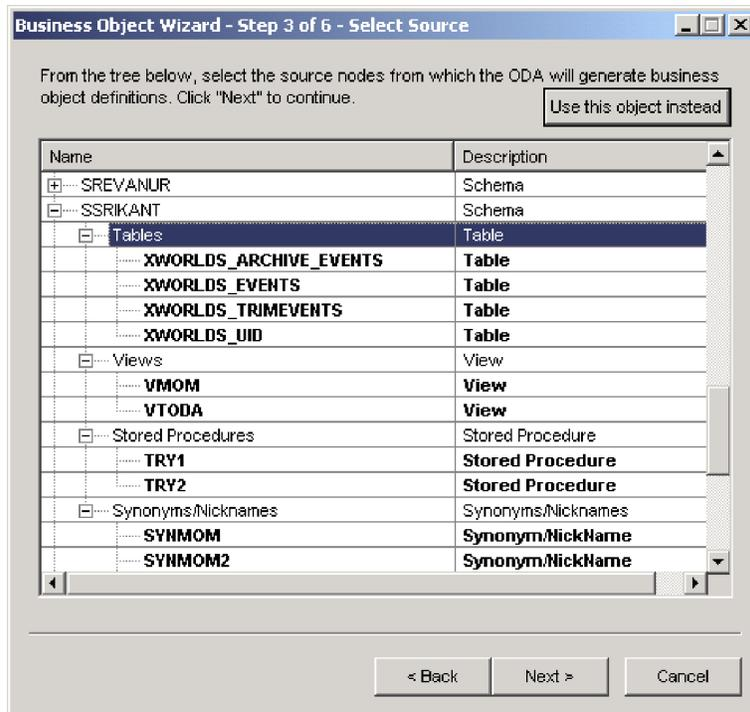 Business Object Wizard - Step 3 of 6 - Select Source
From the tree below, select the source nodes from which the ODA will generate business
object definitions. Click "Next" to continue.
Use this object instead
Name Description
SREVANUR Schema
SSRIKANT Schema
Tables Table
XWORLDS_ARCHIVE_EVENTS Table
XWORLDS_EVENTS Table
XWORLDS_TRIMEVENTS Table
XWORLDS_UID Table
Views View
VMOM View
VTODA View
Stored Procedures Stored Procedure
TRY1 Stored Procedure
TRY2 Stored Procedure
Synonyms/Nicknames Synonyms/Nicknames
SYNMOM Synonym/NickName
SYNMOM2 Synonym/NickName
< Back Next > Cancel